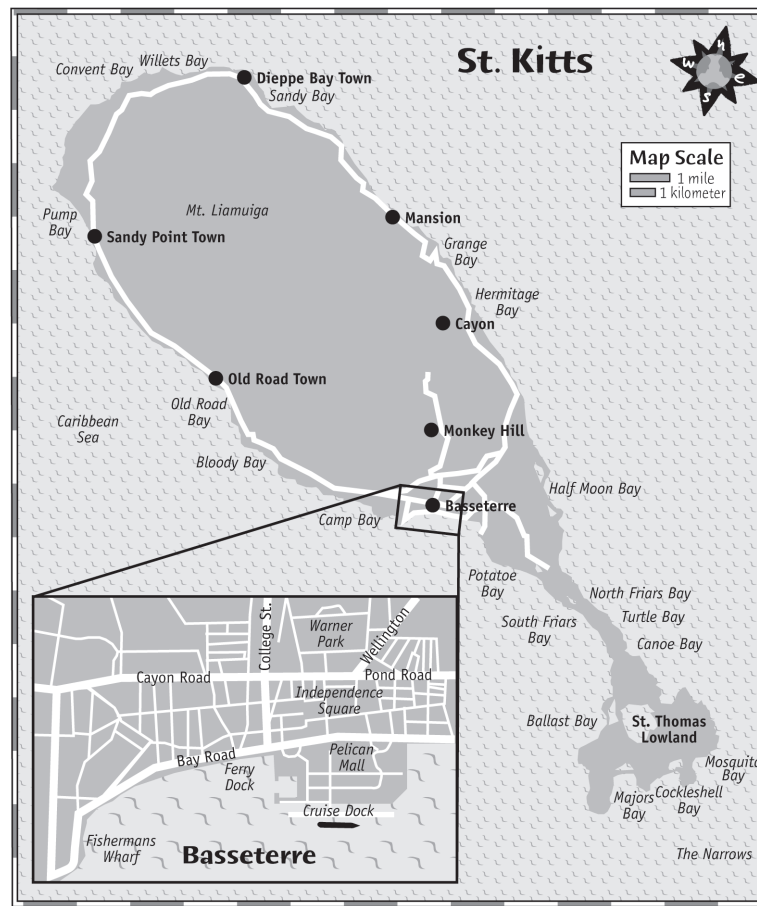 St. Kitts
n
w
e
s
Map Scale
1 mile
1 kilometer
Convent Bay
Willets Bay
Dieppe Bay Town
Sandy Bay
Pump
Bay
Mt. Liamuiga
Sandy Point Town
Mansion
Grange
Bay
Hermitage
Bay
Cayon
Old Road Town
Old Road
Bay
Caribbean
Sea
Monkey Hill
Bloody Bay
Half Moon Bay
Basseterre
Camp Bay
Potatoe
Bay
North Friars Bay
South Friars
Bay
Turtle Bay
Canoe Bay
Ballast Bay
St. Thomas
Lowland
Mosquito
Bay
Cockleshell
Bay
Majors
Bay
The Narrows
College St.
Warner
Park
Wellington
Cayon Road
Pond Road
Independence
Square
Bay Road
Ferry
Dock
Pelican
Mall
Cruise Dock
Fishermans
Wharf
Basseterre